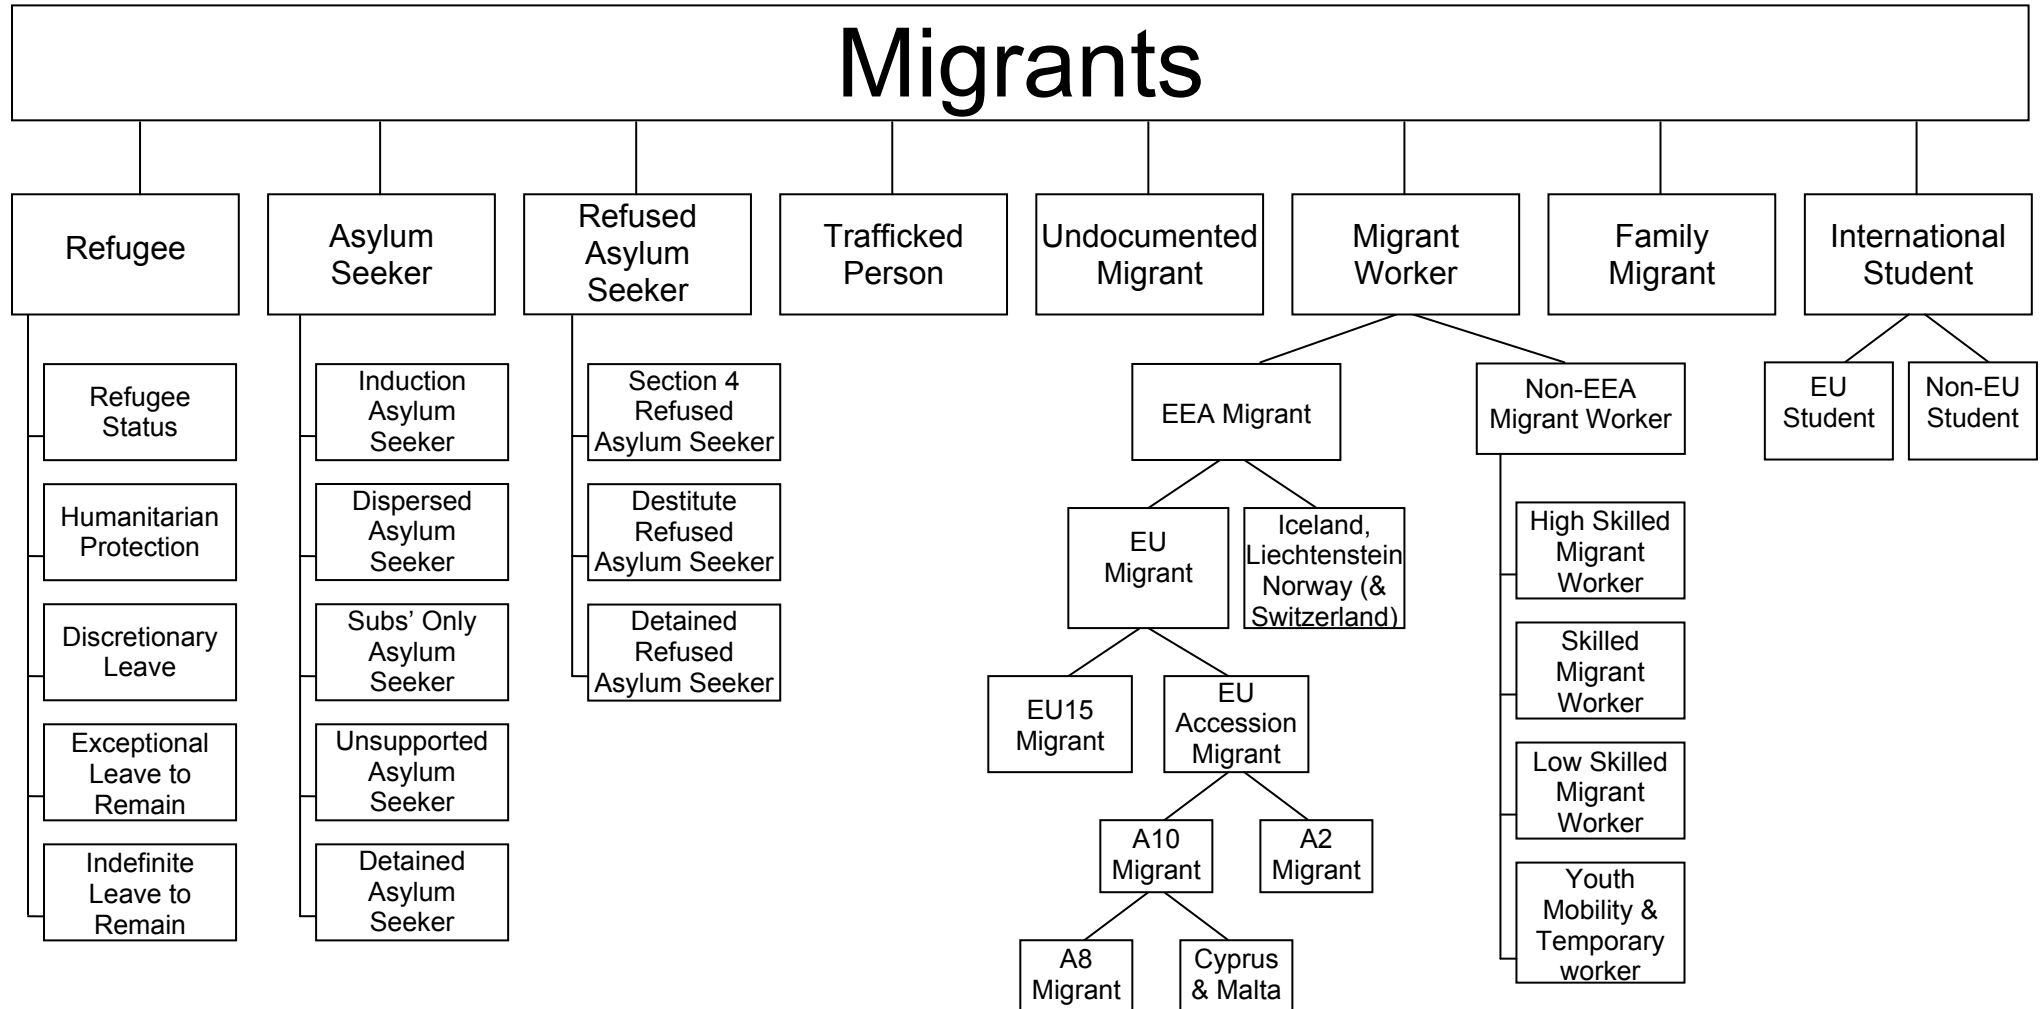 Migrants
Refugee
Asylum
Seeker
Refused
Asylum
Seeker
Trafficked
Person
Undocumented
Migrant
Migrant
Worker
Family
Migrant
International
Student
Refugee
Status
Humanitarian
Protection
Discretionary
Leave
Exceptional
Leave to
Remain
Indefinite
Leave to
Remain
Induction
Asylum
Seeker
Dispersed
Asylum
Seeker
Subs’ Only
Asylum
Seeker
Unsupported
Asylum
Seeker
Detained
Asylum
Seeker
Section 4
Refused
Asylum Seeker
Destitute
Refused
Asylum Seeker
Detained
Refused
Asylum Seeker
EEA Migrant
Non-EEA
Migrant Worker
EU
Migrant
Iceland,
Liechtenstein
Norway (&
Switzerland)
EU15
Migrant
EU
Accession
Migrant
A10
Migrant
A2
Migrant
A8
Migrant
Cyprus
& Malta
High Skilled
Migrant
Worker
Skilled
Migrant
Worker
Low Skilled
Migrant
Worker
Youth
Mobility &
Temporary
worker
EU
Student
Non-EU
Student